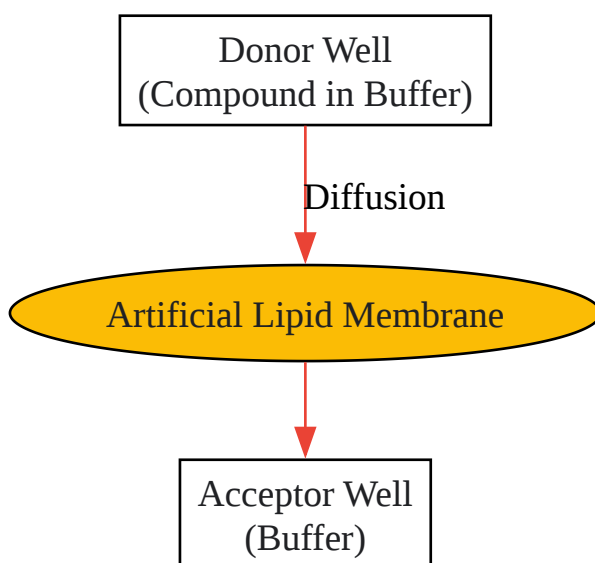 Donor Well
(Compound in Buffer)
Diffusion
Artificial Lipid Membrane
Acceptor Well
(Buffer)